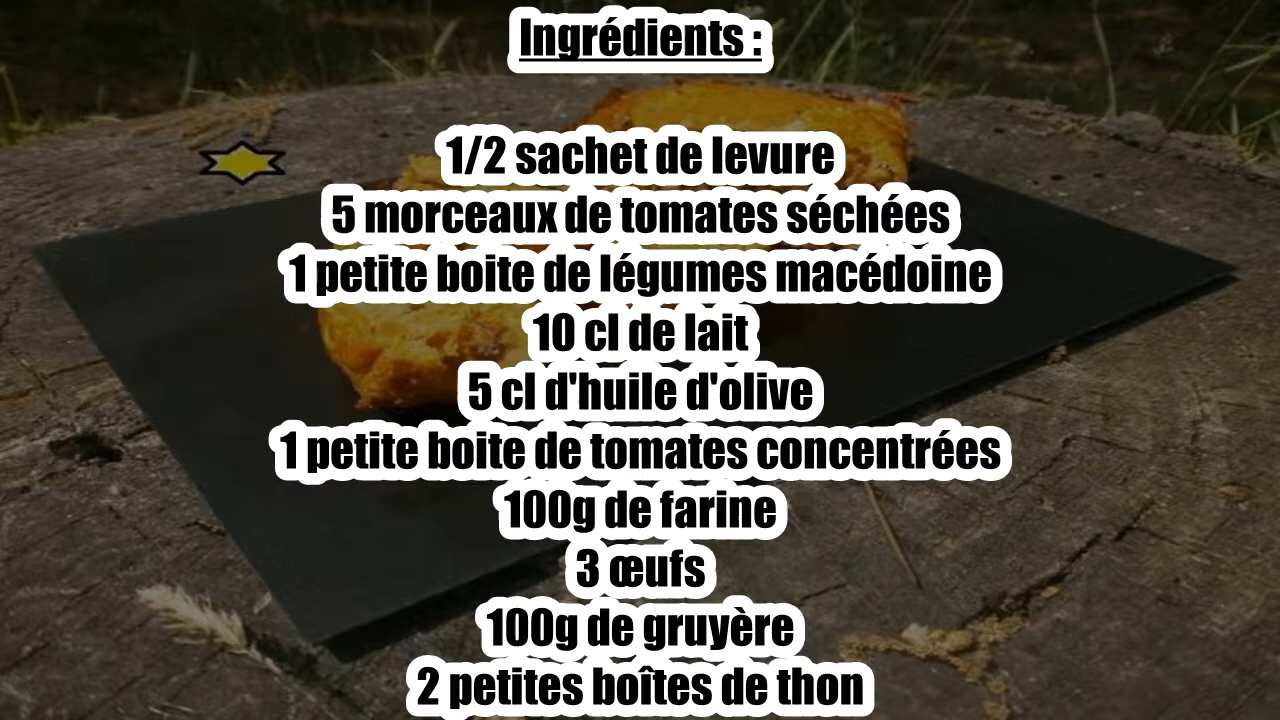 Ingrédients :
1/2 sachet de levure
5 morceaux de tomates séchées
1 petite boite de légumes macédoine
10 cl de lait
5 cl d'huile d'olive
1 petite boite de tomates concentrées
100g de farine
3 œufs
100g de gruyère
2 petites boîtes de thon